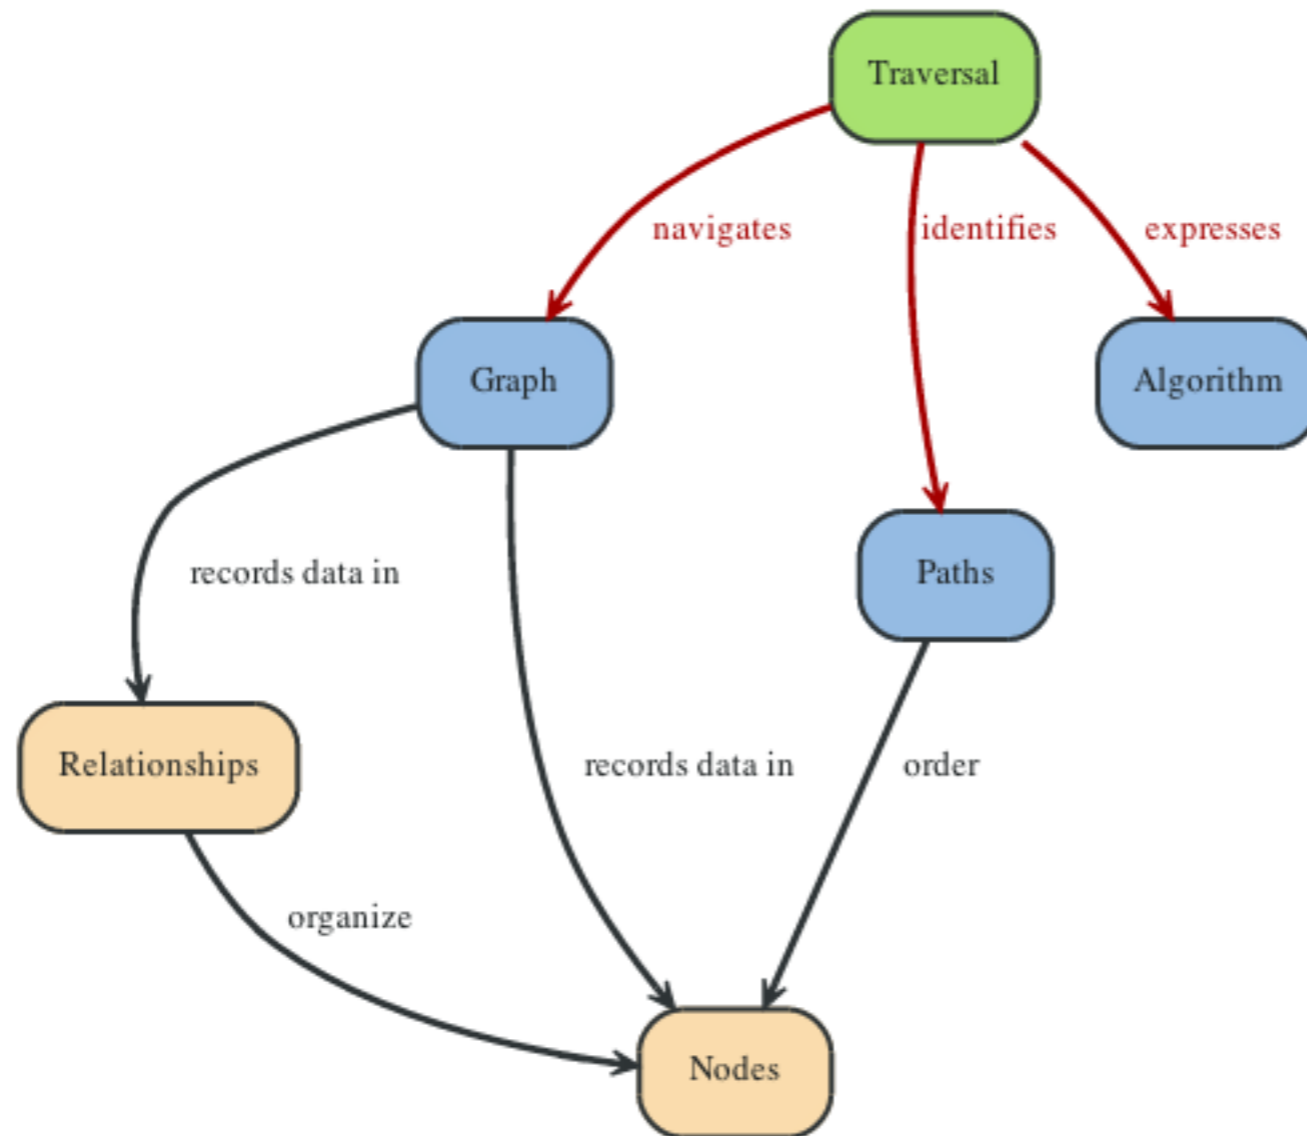 Traversal
navigates
identifies
expresses
Graph
Algorithm
records data in
Paths
Relationships
records data in
order
organize
Nodes